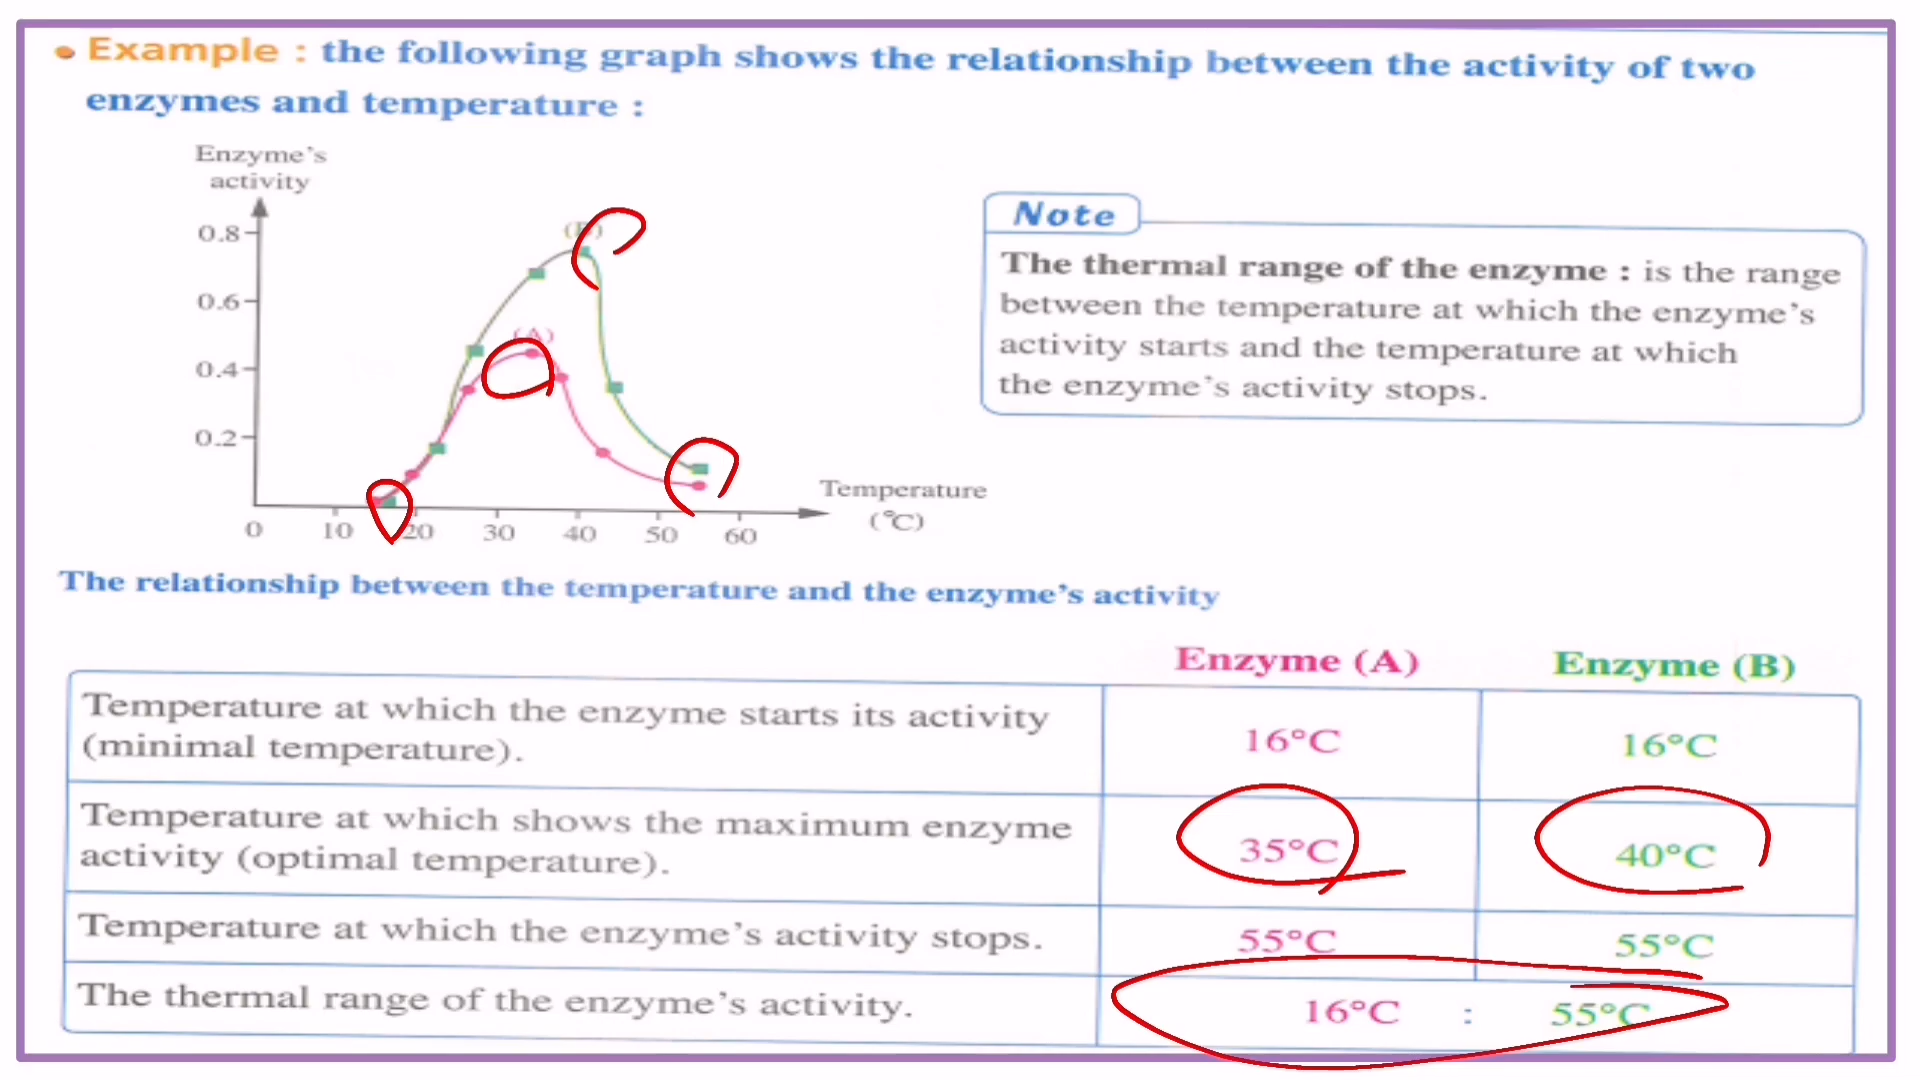 • Example : the following graph shows the relationship between the activity of two
enzymes and temperature :
Enzyme's
activity
0.8
0.6
0.4
0.2
(B)
(A)
0 10 20 30 40 50 60
Temperature
(°C)
Note
The thermal range of the enzyme : is the range
between the temperature at which the enzyme's
activity starts and the temperature at which
the enzyme's activity stops.
The relationship between the temperature and the enzyme's activity
Enzyme (A) Enzyme (B)
Temperature at which the enzyme starts its activity
(minimal temperature).
16°C 16°C
Temperature at which shows the maximum enzyme
activity (optimal temperature).
35°C 40°C
Temperature at which the enzyme's activity stops.
55°C 55°C
The thermal range of the enzyme's activity.
16°C : 55°C